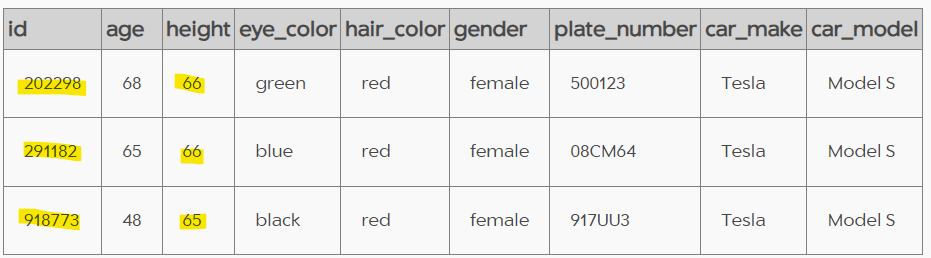 id age height eye_color hair_color gender plate_number car_make car_model
202298 68 66 green red female 500123 Tesla Model S
291182 65 66 blue red female 08CM64 Tesla Model S
918773 48 65 black red female 917UU3 Tesla Model S